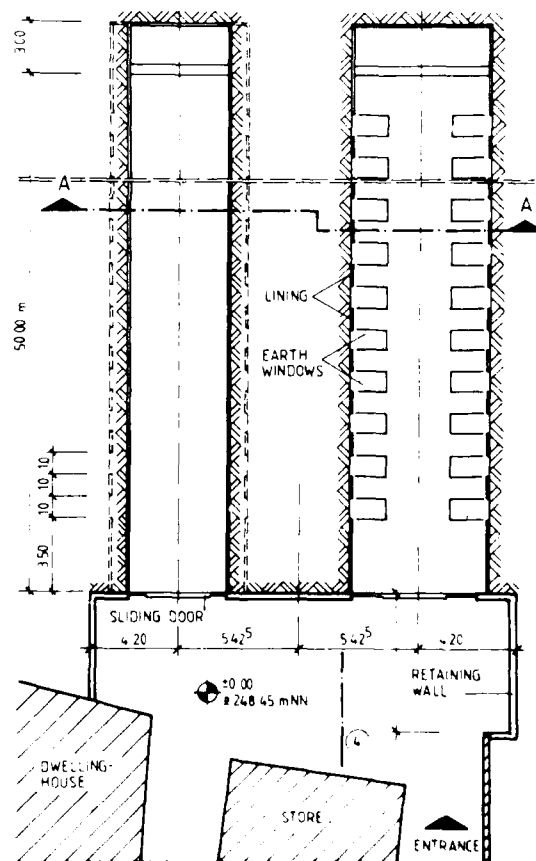 3.00
A
A
50.00 m
LINING
EARTH
WINDOWS
10
10
10
3.50
SLIDING DOOR
4.20
5.42⁵
5.42⁵
4.20
±0.00
≙ 248.45 mNN
RETAINING
WALL
4
DWELLING-
HOUSE
STORE
ENTRANCE